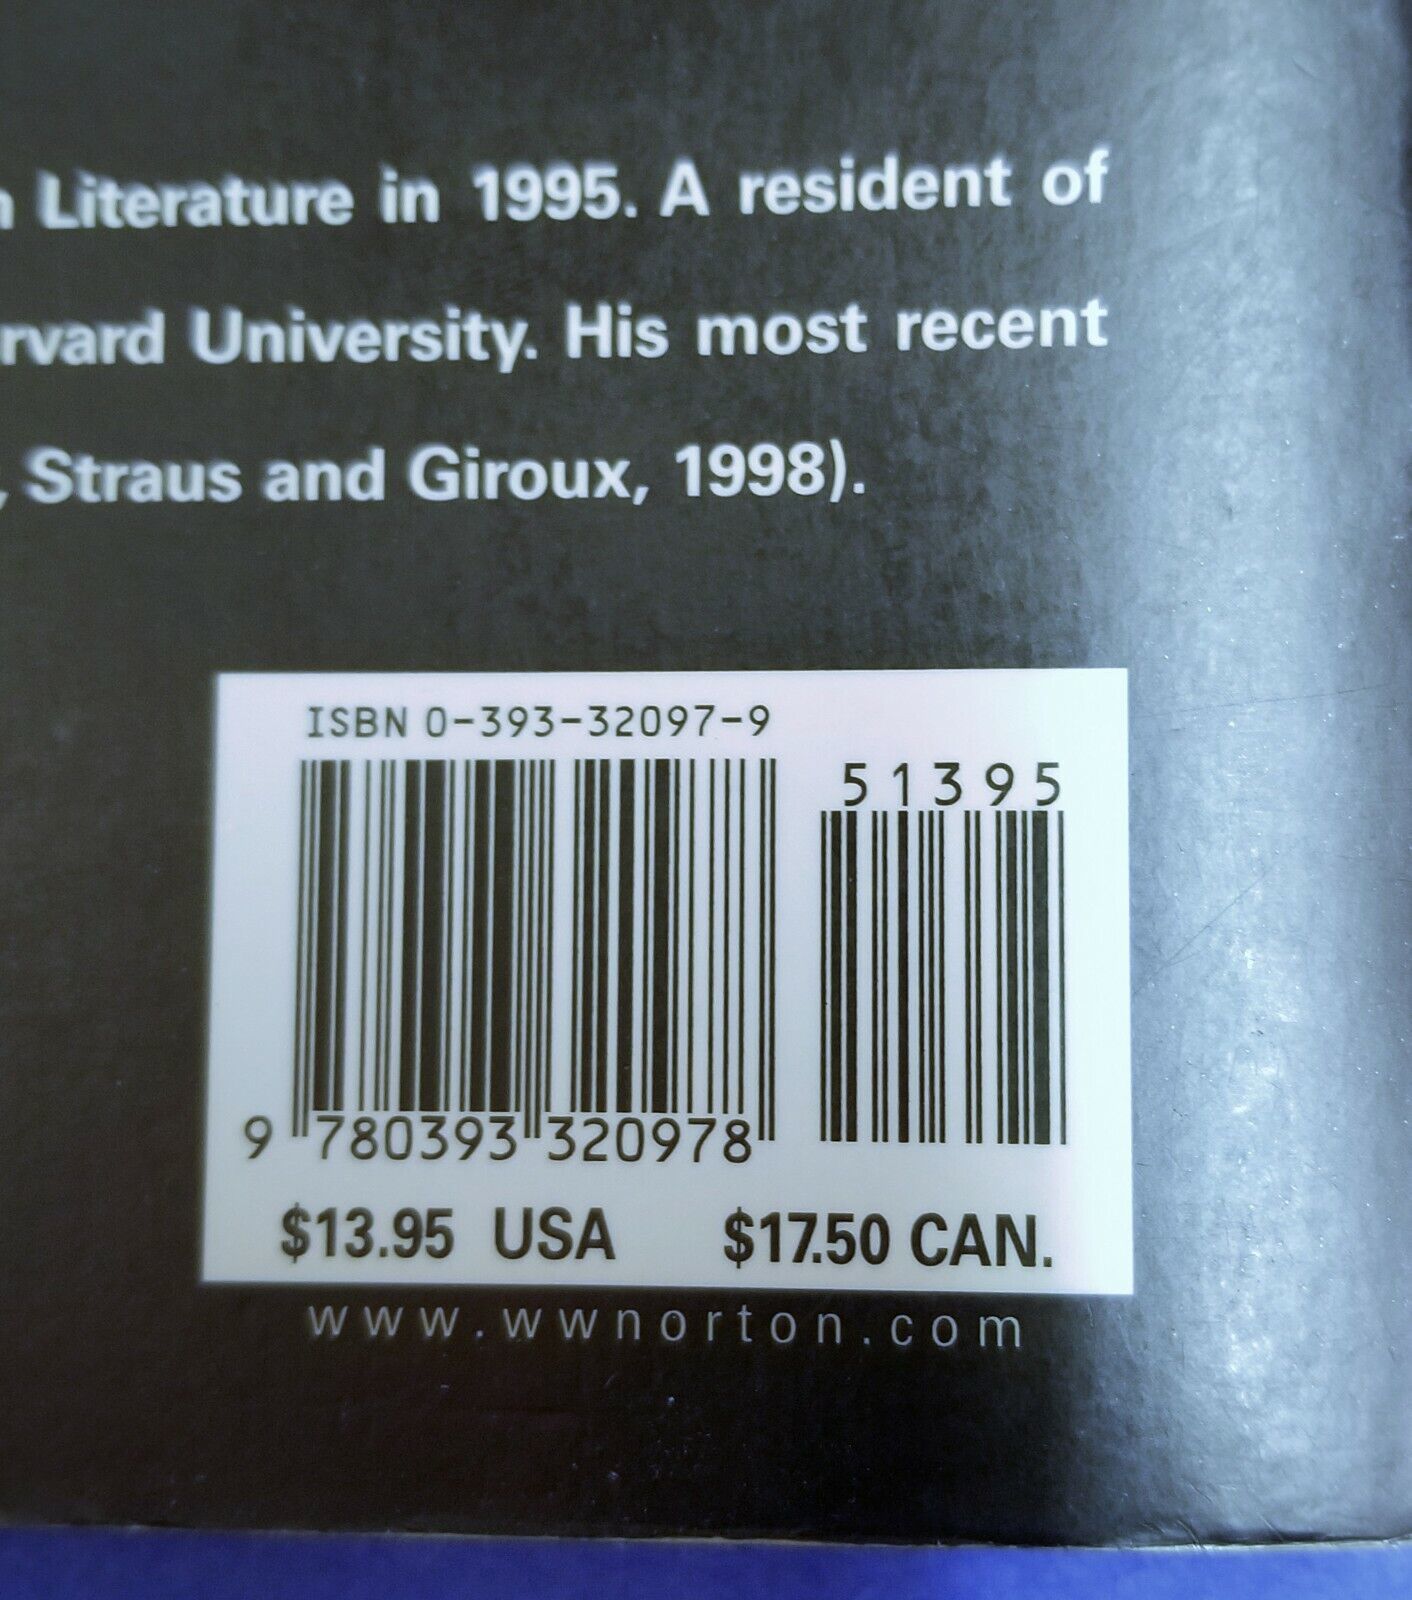 Literature in 1995. A resident of
University. His most recent
Straus and Giroux, 1998).
ISBN 0-393-32097-9
51395
9 780393 320978
$13.95 USA $17.50 CAN.
www.wwnorton.com